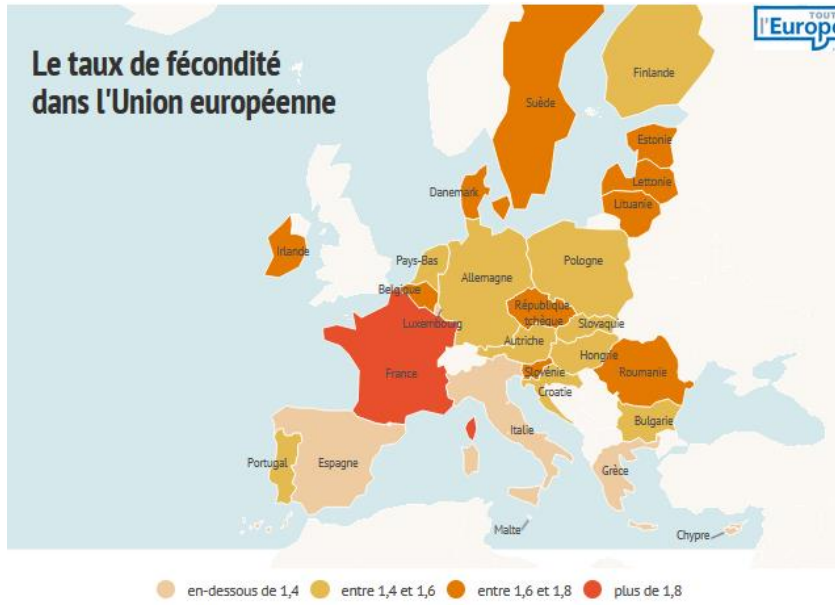 TOUTE
l'Europe
Le taux de fécondité
dans l'Union européenne
Finlande
Suède
Estonie
Lettonie
Lituanie
Danemark
Irlande
Pays-Bas
Pologne
Allemagne
Belgique
République
tchèque
Luxembourg
Slovaquie
Autriche
Hongrie
France
Slovénie
Roumanie
Croatie
Bulgarie
Italie
Portugal
Espagne
Grèce
Malte
Chypre
en-dessous de 1,4 entre 1,4 et 1,6 entre 1,6 et 1,8 plus de 1,8